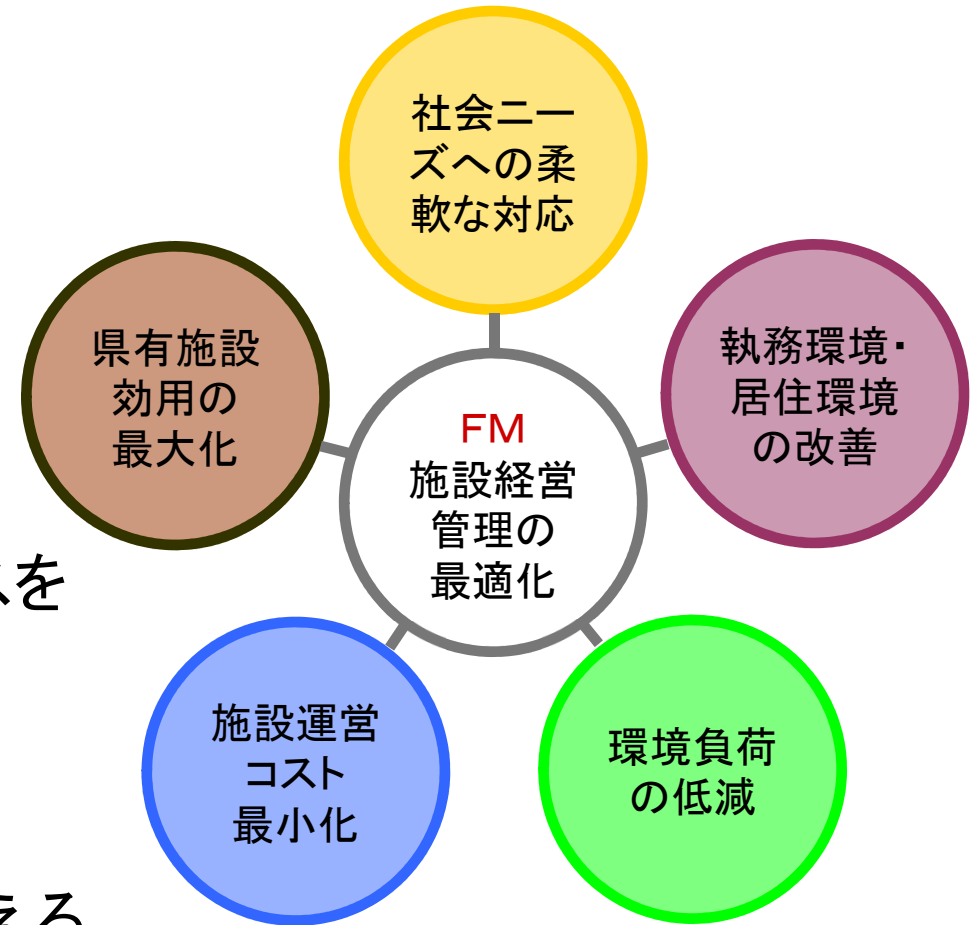 社会ニー
ズへの柔
軟な対応
県有施設
効用の
最大化
執務環境・
居住環境
の改善
FM
施設経営
管理の
最適化
を
施設運営
コスト
最小化
環境負荷
の低減
える